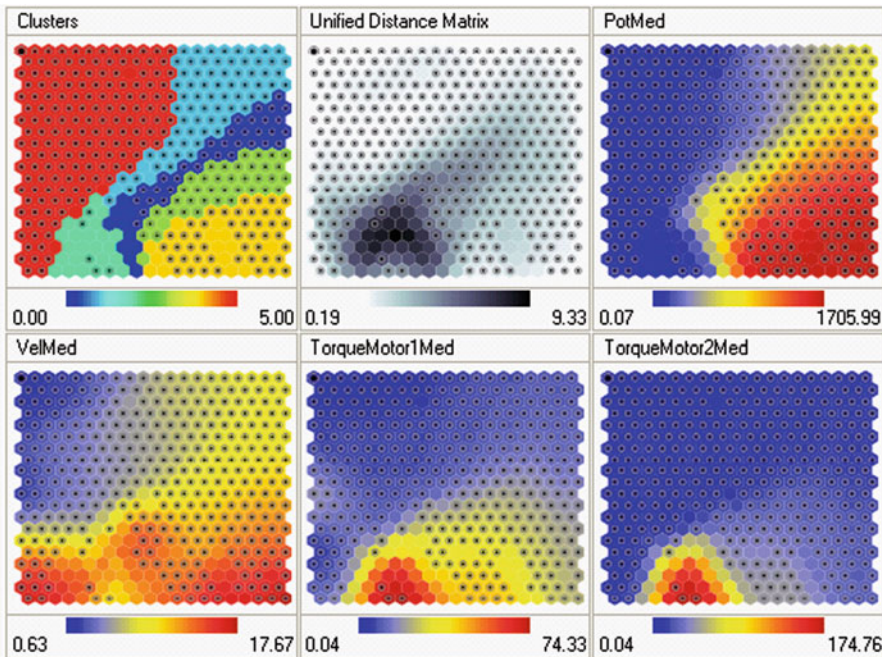 Clusters
Unified Distance Matrix
PotMed
0.00
5.00
0.19
9.33
0.07
1705.99
VelMed
TorqueMotor1Med
TorqueMotor2Med
0.63
17.67
0.04
74.33
0.04
174.76